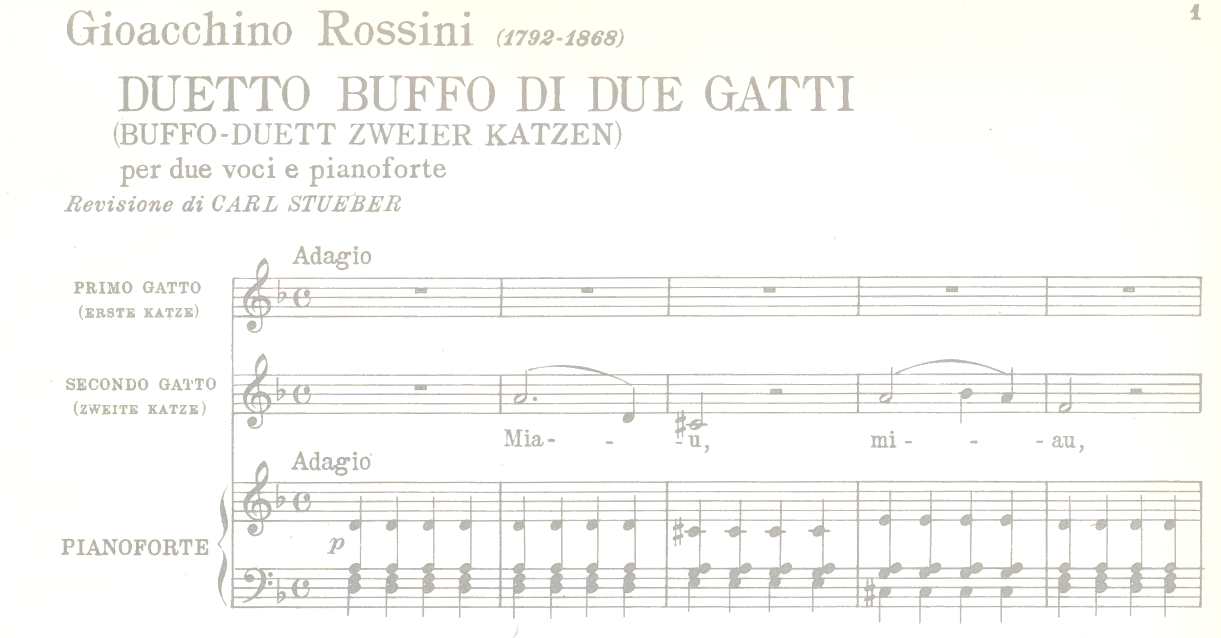 1
Gioacchino Rossini (1792-1868)
DUETTO BUFFO DI DUE GATTI
(BUFFO-DUETT ZWEIER KATZEN)
per due voci e pianoforte
Revisione di CARL STUEBER
Adagio
PRIMO GATTO
(ERSTE KATZE)
SECONDO GATTO
(ZWEITE KATZE)
Mia - - - u, mi - - - au,
Adagio
PIANOFORTE
p